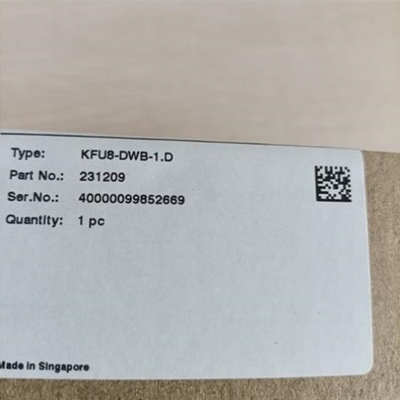 Type: KFU8-DWB-1.D
Part No.: 231209
Ser.No.: 40000099852669
Quantity: 1 pc
Made in Singapore